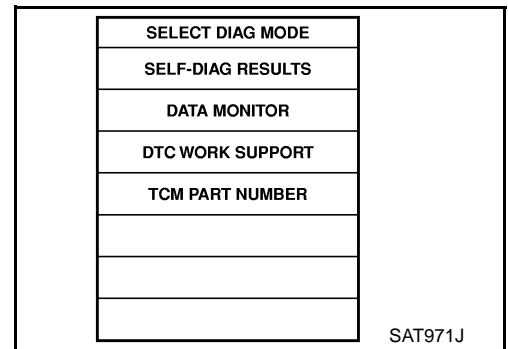 SELECT DIAG MODE
SELF-DIAG RESULTS
DATA MONITOR
DTC WORK SUPPORT
TCM PART NUMBER
SAT971J